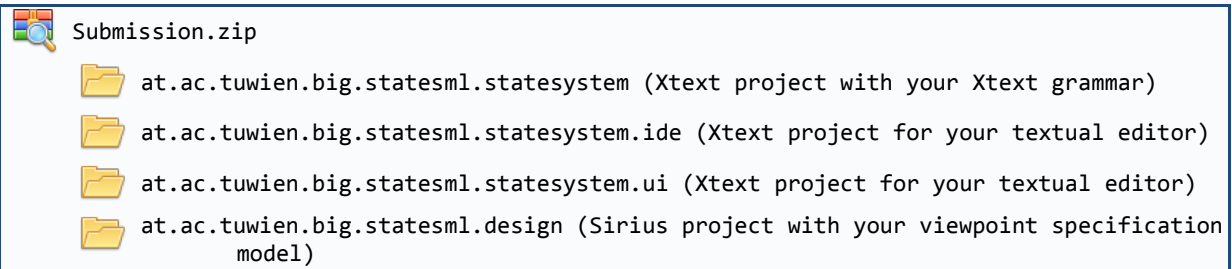 Submission.zip
at.ac.tuwien.big.statesml.statesystem (Xtext project with your Xtext grammar)
at.ac.tuwien.big.statesml.statesystem.ide (Xtext project for your textual editor)
at.ac.tuwien.big.statesml.statesystem.ui (Xtext project for your textual editor)
at.ac.tuwien.big.statesml.design (Sirius project with your viewpoint specification
model)